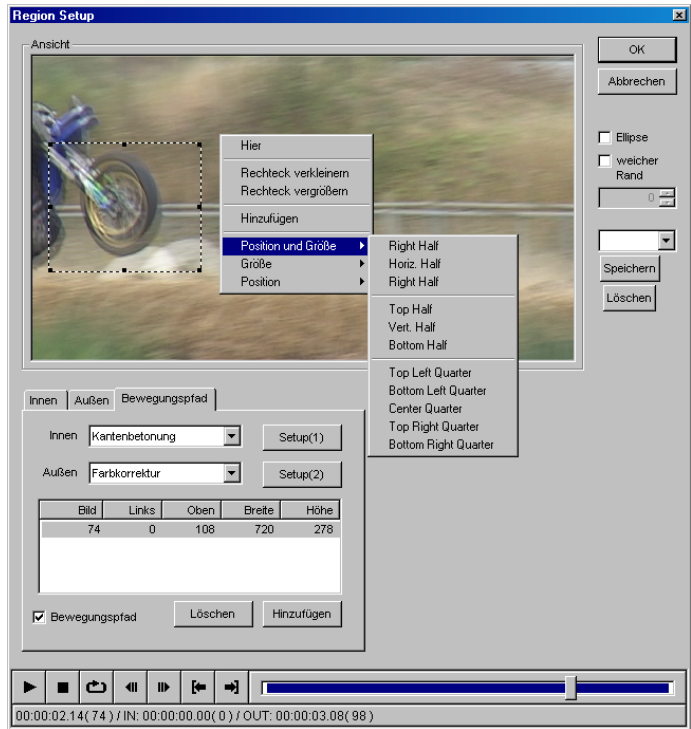 Region Setup
Ansicht
OK
Abbrechen
Ellipse
weicher
Rand
0
Speichern
Löschen
Hier
Rechteck verkleinern
Rechteck vergrößern
Hinzufügen
Position und Größe
Größe
Position
Right Half
Horiz. Half
Right Half
Top Half
Vert. Half
Bottom Half
Top Left Quarter
Bottom Left Quarter
Center Quarter
Top Right Quarter
Bottom Right Quarter
Innen Außen Bewegungspfad
Innen Kantenbetonung Setup(1)
Außen Farbkorrektur Setup(2)
Bild Links Oben Breite Höhe
74 0 108 720 278
Bewegungspfad Löschen Hinzufügen
00:00:02.14( 74 ) / IN: 00:00:00.00( 0 ) / OUT: 00:00:03.08( 98 )